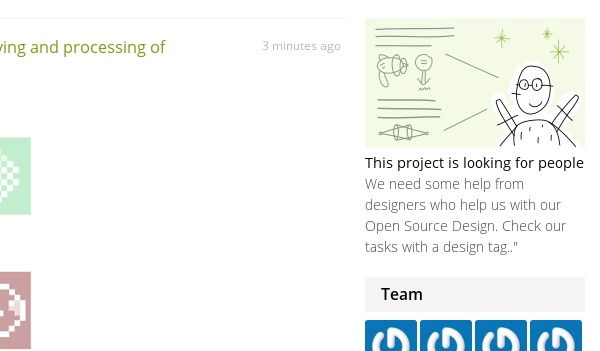 ving and processing of
3 minutes ago
This project is looking for people
We need some help from
designers who help us with our
Open Source Design. Check our
tasks with a design tag.."
Team